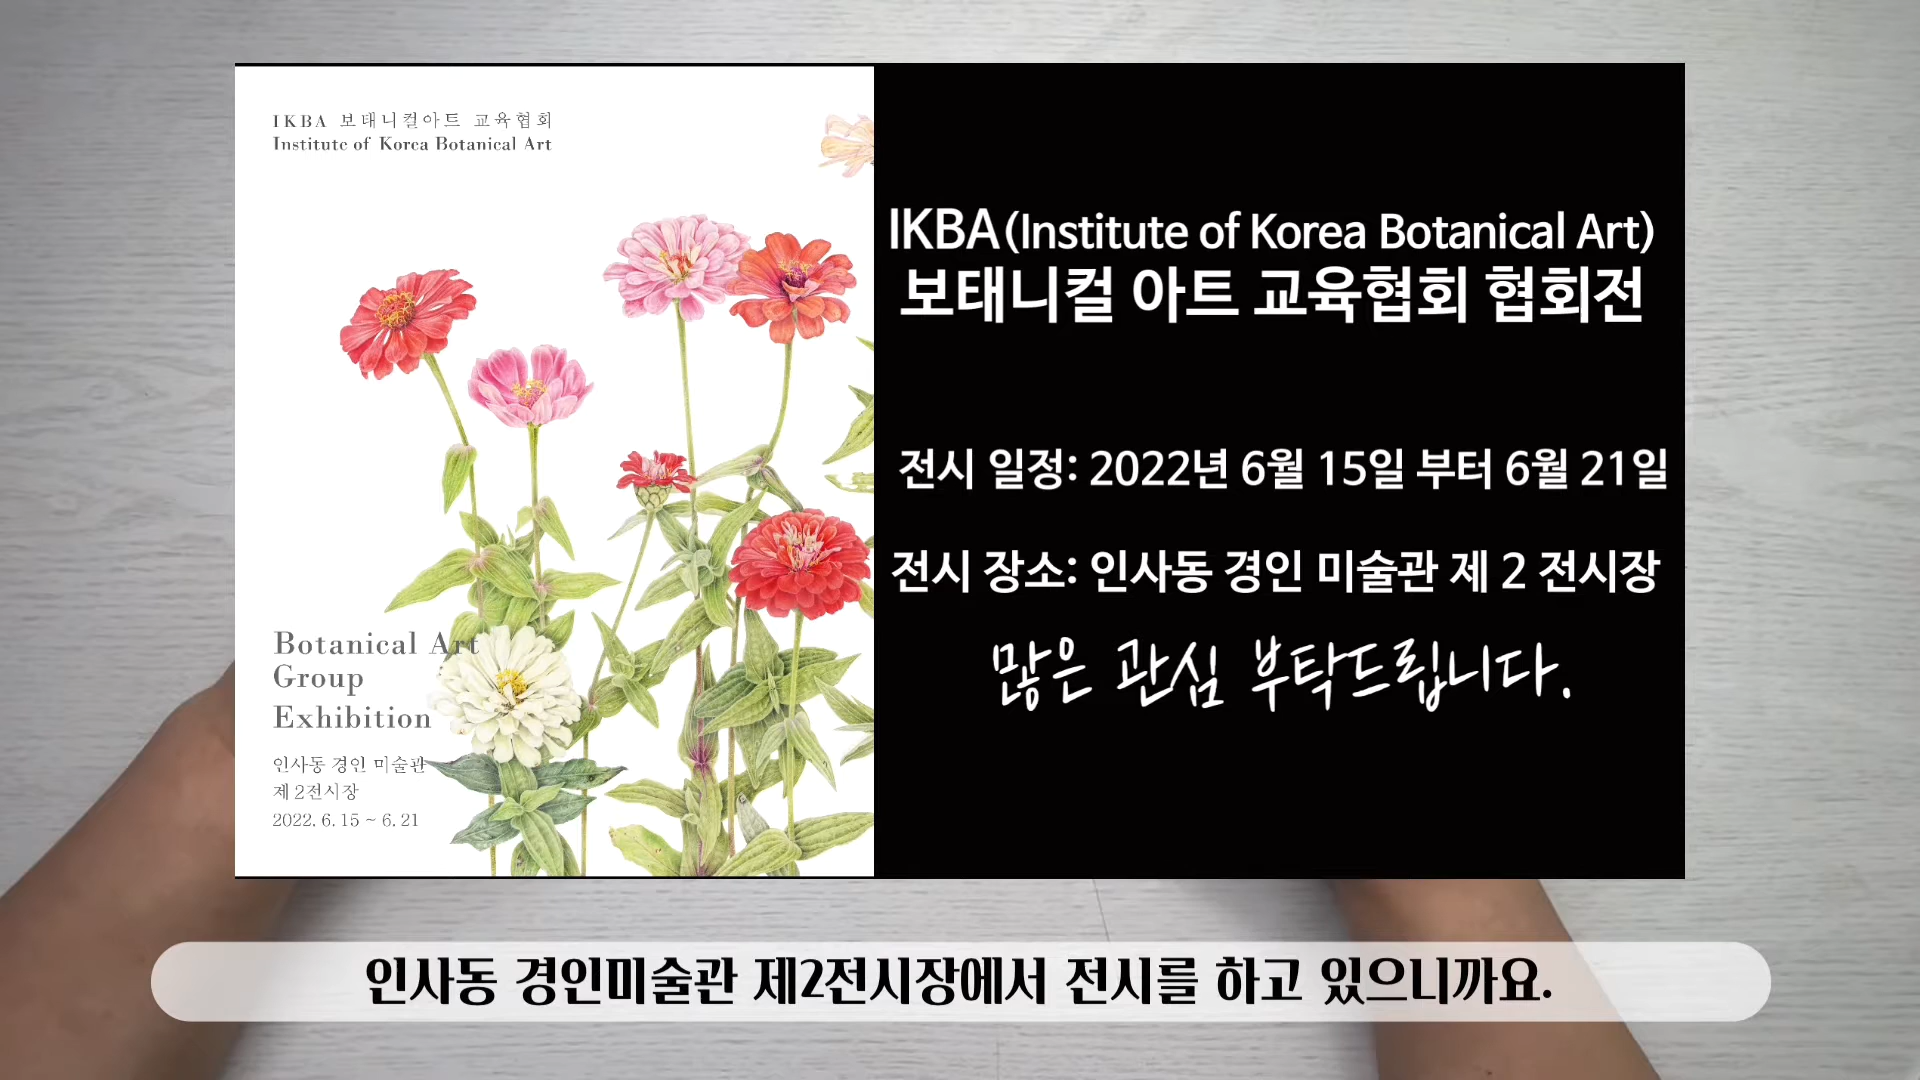 IKBA 보태니컬아트 교육협회
Institute of Korea Botanical Art
Botanical Art
Group
Exhibition
인사동 경인 미술관
제 2전시장
2022. 6. 15 ~ 6. 21
IKBA(Institute of Korea Botanical Art)
보태니컬 아트 교육협회 협회전
전시 일정: 2022년 6월 15일 부터 6월 21일
전시 장소: 인사동 경인 미술관 제 2 전시장
많은 관심 부탁드립니다.
인사동 경인미술관 제2전시장에서 전시를 하고 있으니까요.